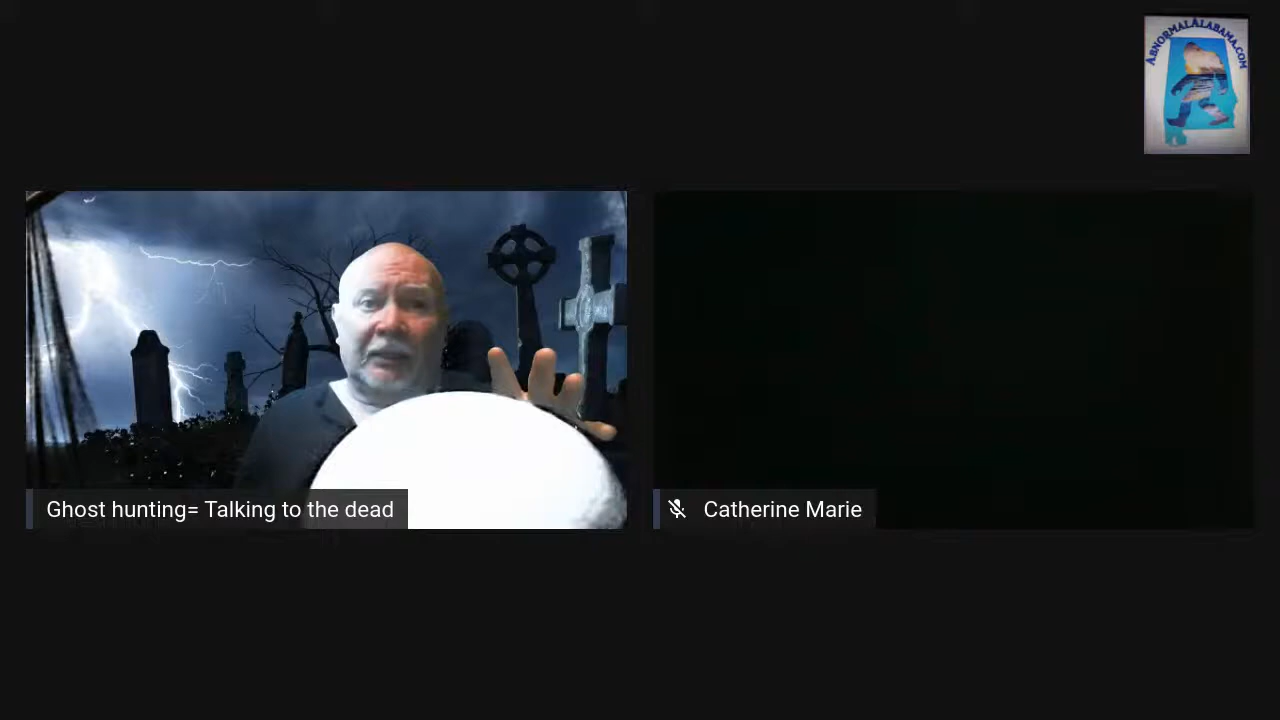 AbnormalAlabama.com
Ghost hunting= Talking to the dead
Catherine Marie